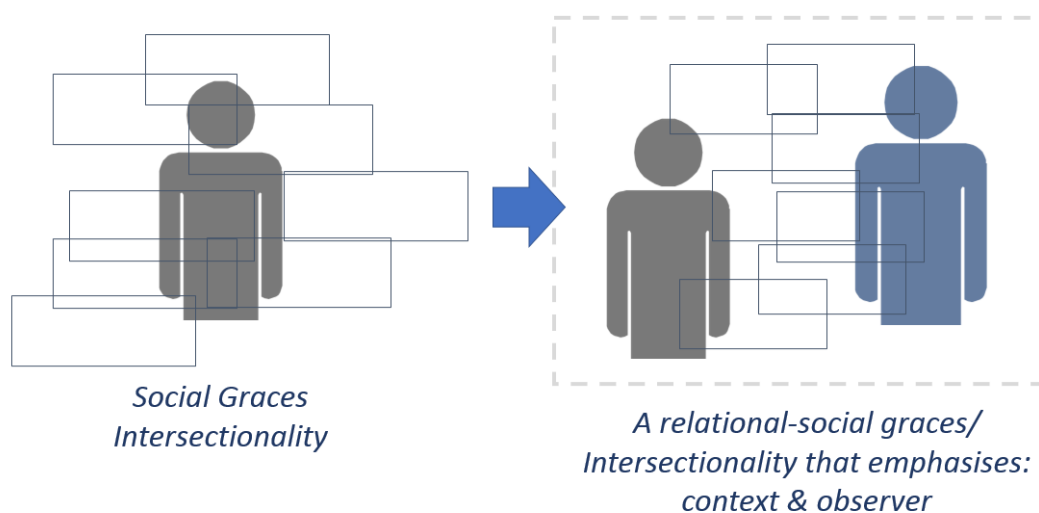 Social Graces
Intersectionality
A relational-social graces/
Intersectionality that emphasises:
context & observer